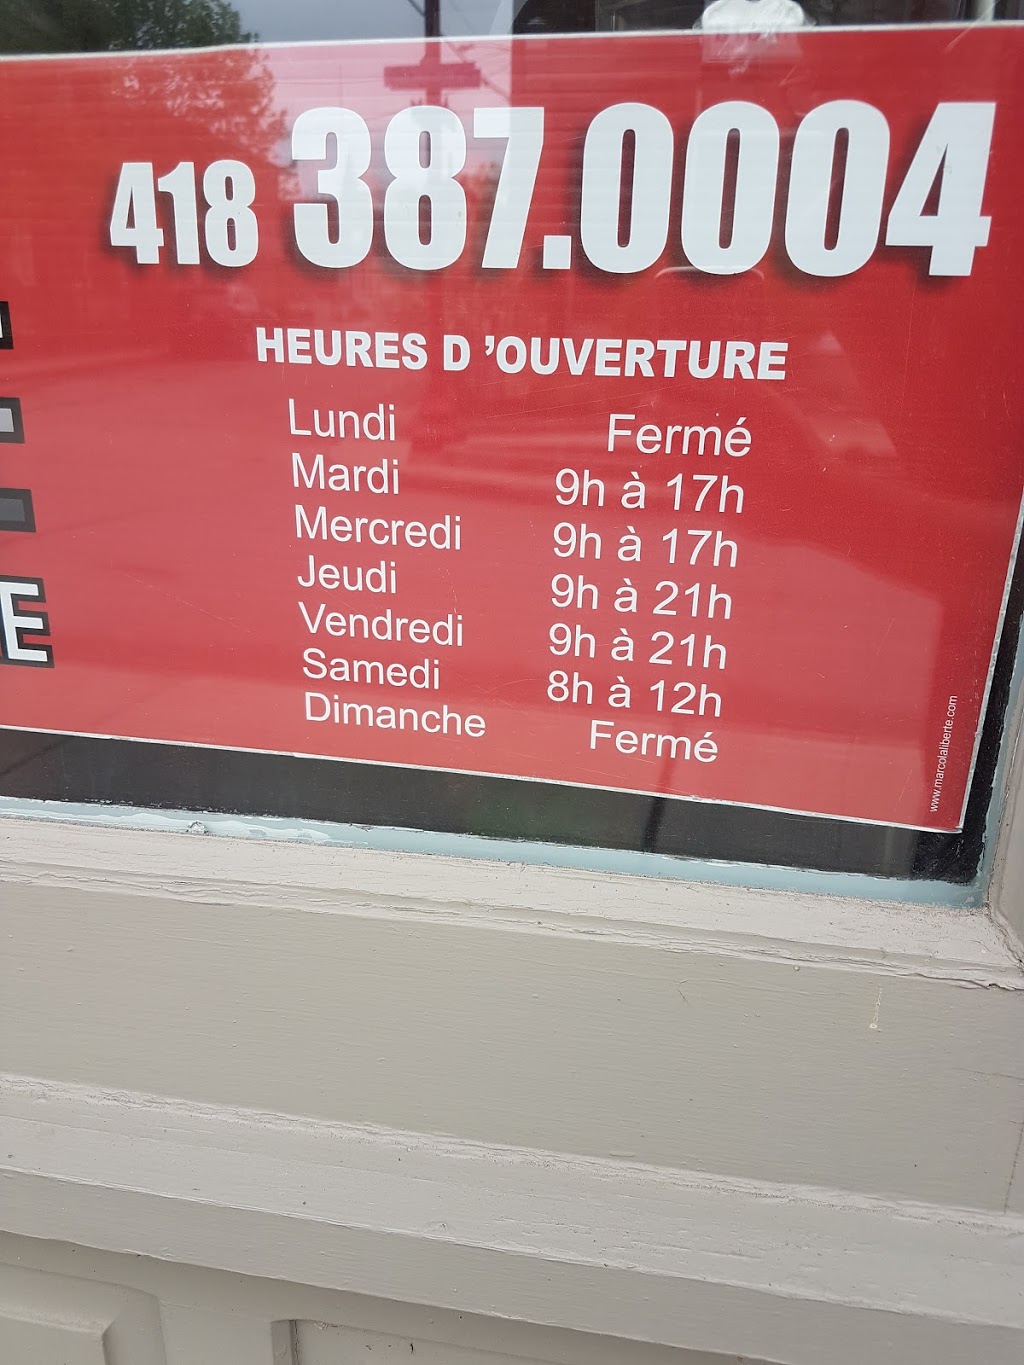 418 387.0004
HEURES D 'OUVERTURE
Lundi Fermé
Mardi 9h à 17h
Mercredi 9h à 17h
Jeudi 9h à 21h
Vendredi 9h à 21h
Samedi 8h à 12h
Dimanche Fermé
www.marcolaliberte.com
E